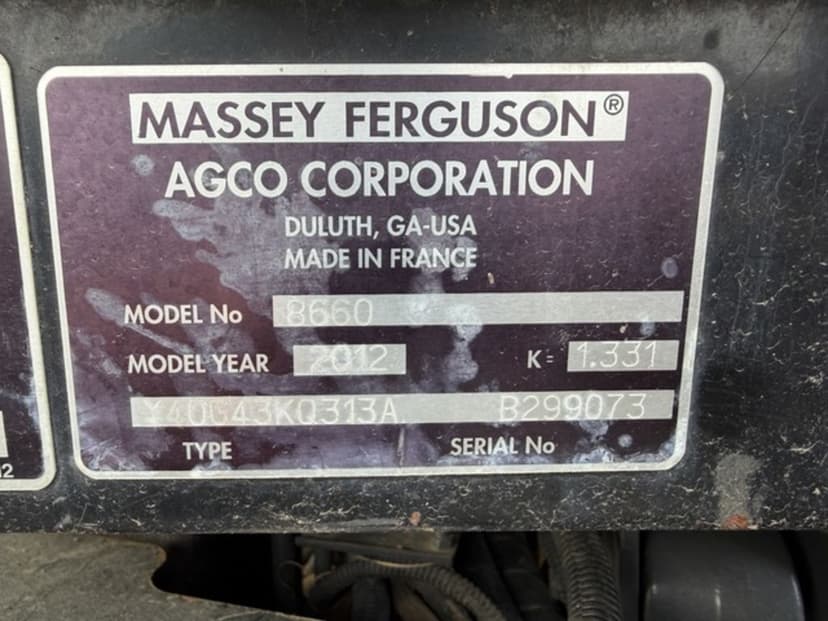 MASSEY FERGUSON®
AGCO CORPORATION
DULUTH, GA-USA
MADE IN FRANCE
MODEL No 8660
MODEL YEAR 2012 K= 1.331
Y40G43KQ313A B299073
TYPE SERIAL No